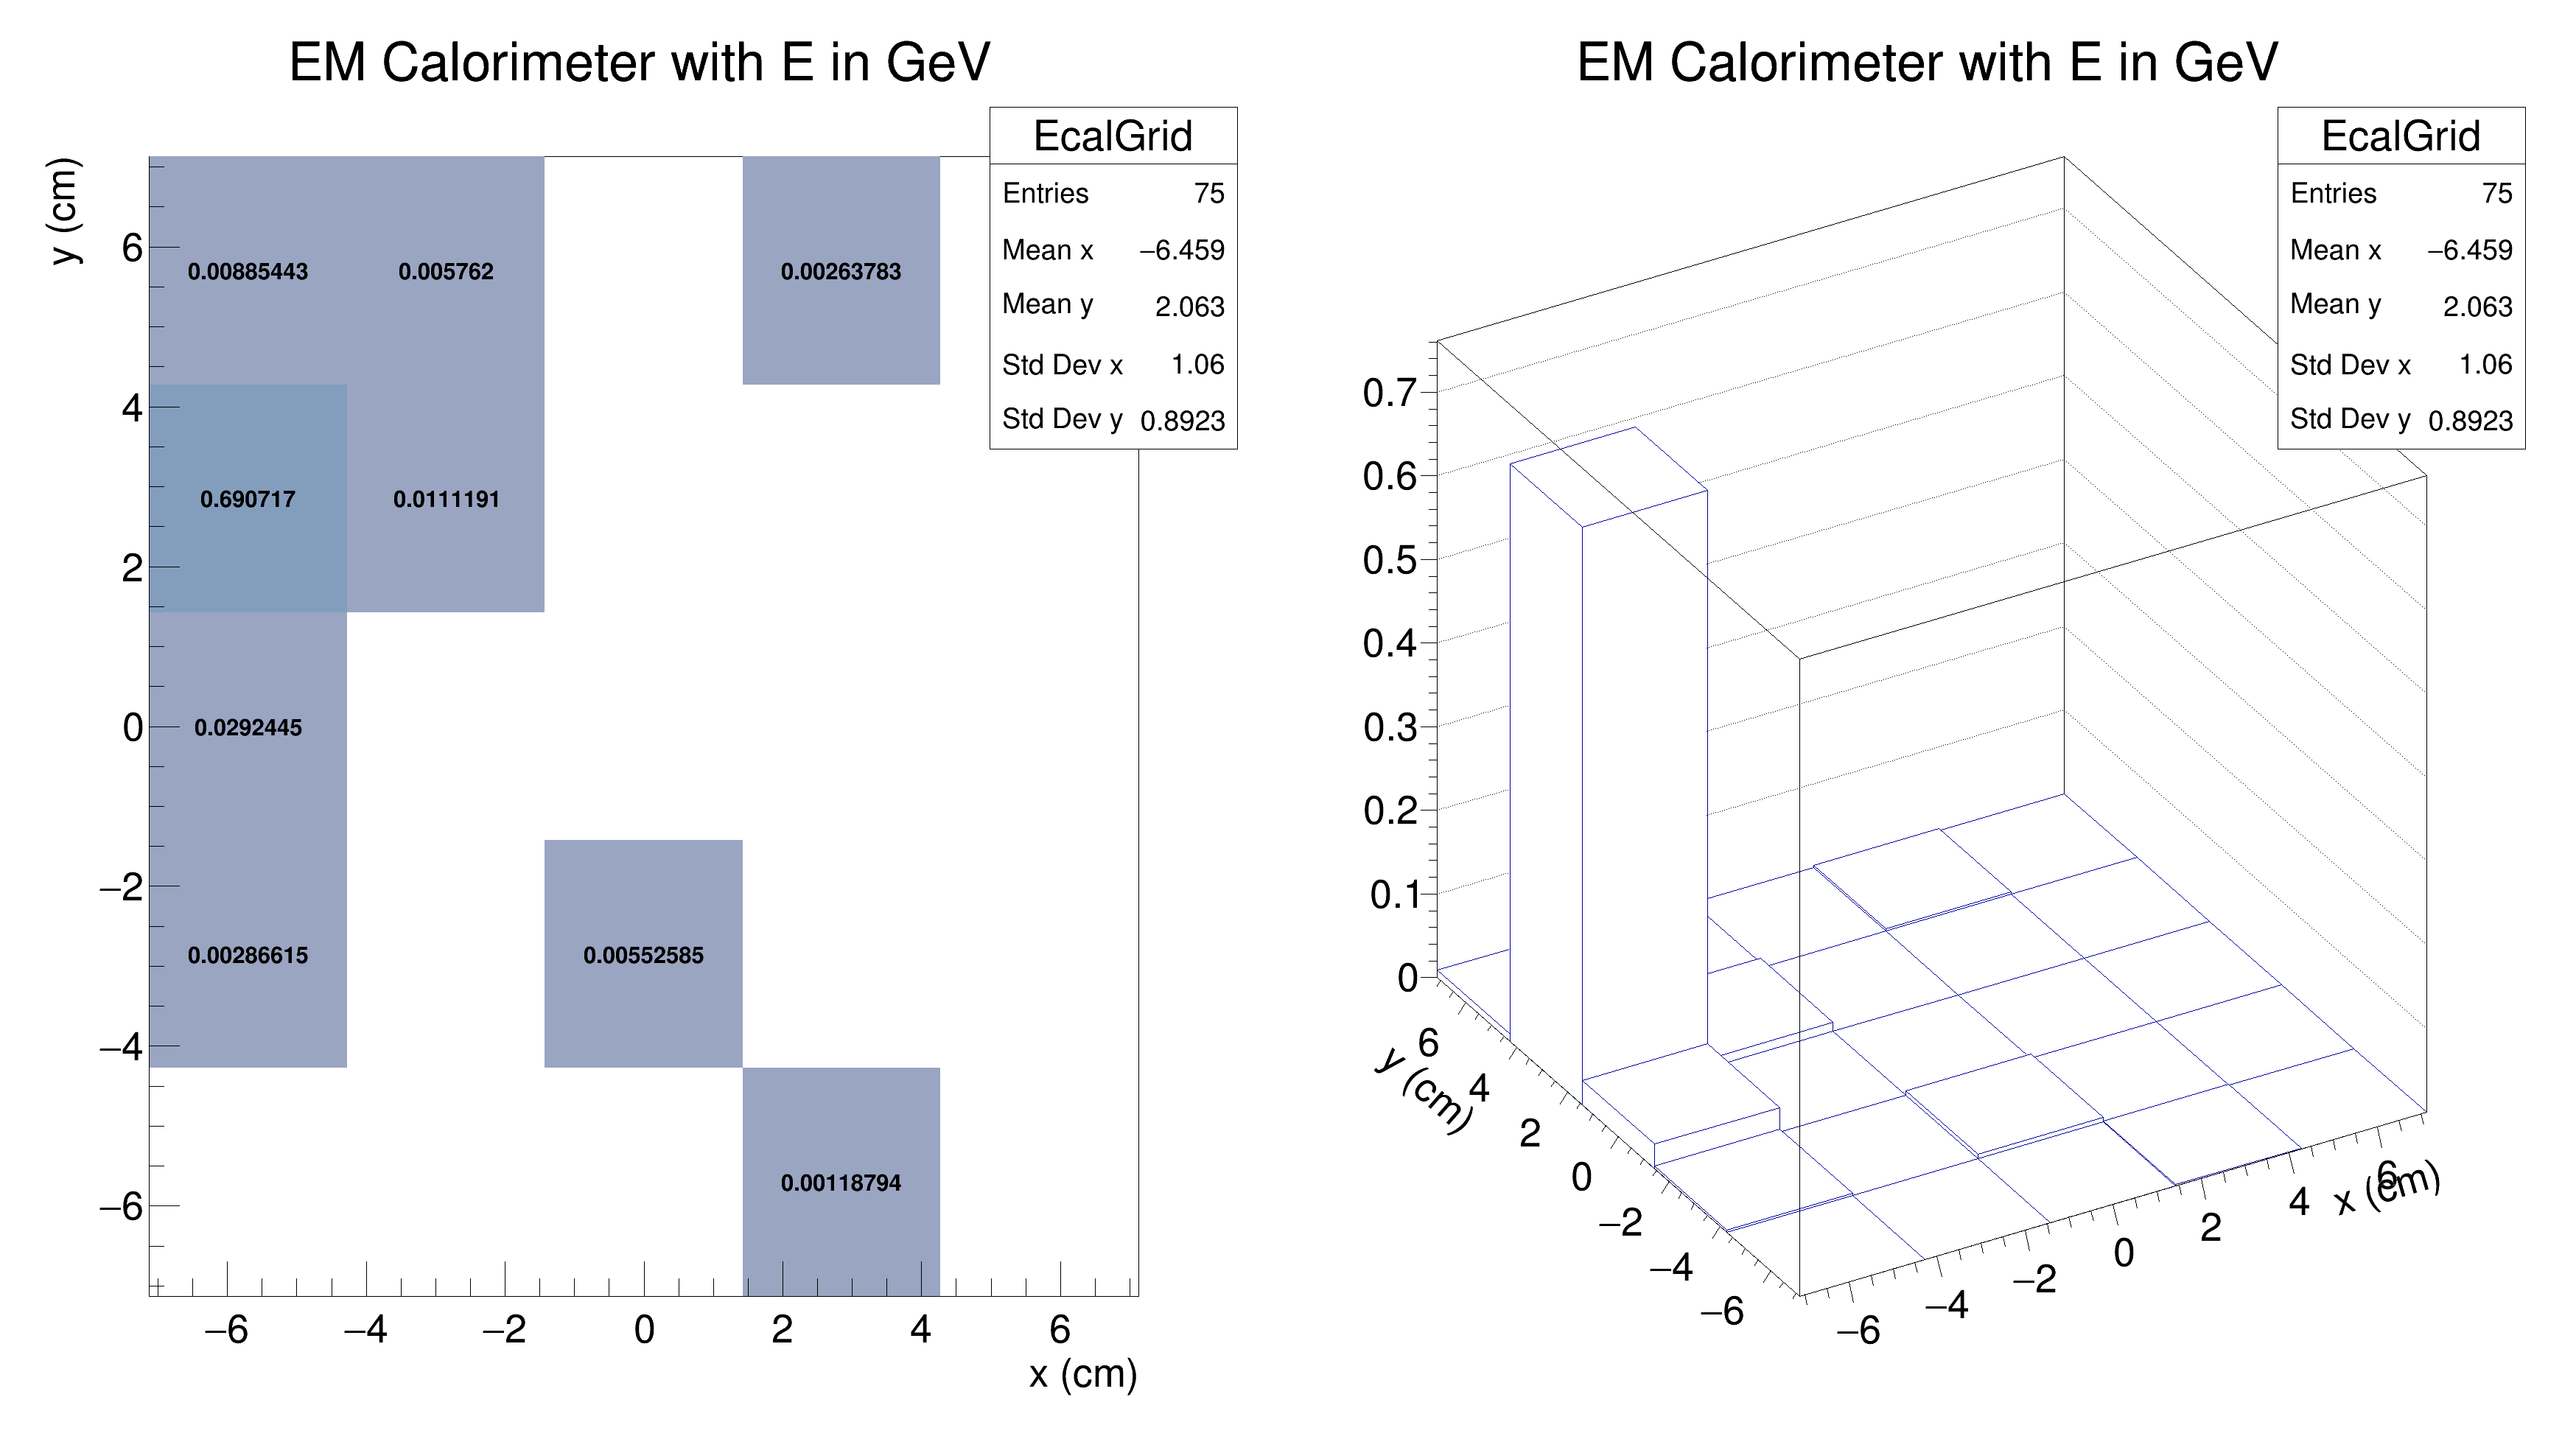 EM Calorimeter with E in GeV
EcalGrid
Entries 75
Mean x −6.459
Mean y 2.063
Std Dev x 1.06
Std Dev y 0.8923
y (cm)
6
4
2
0
−2
−4
−6
0.00885443 0.005762 0.00263783
0.690717 0.0111191
0.0292445
0.00286615 0.00552585
0.00118794
−6 −4 −2 0 2 4 6
x (cm)
EM Calorimeter with E in GeV
EcalGrid
Entries 75
Mean x −6.459
Mean y 2.063
Std Dev x 1.06
Std Dev y 0.8923
0.7
0.6
0.5
0.4
0.3
0.2
0.1
0
y (cm)
6
4
2
0
−2
−4
−6
−6 −4 −2 0 2 4 6
x (cm)